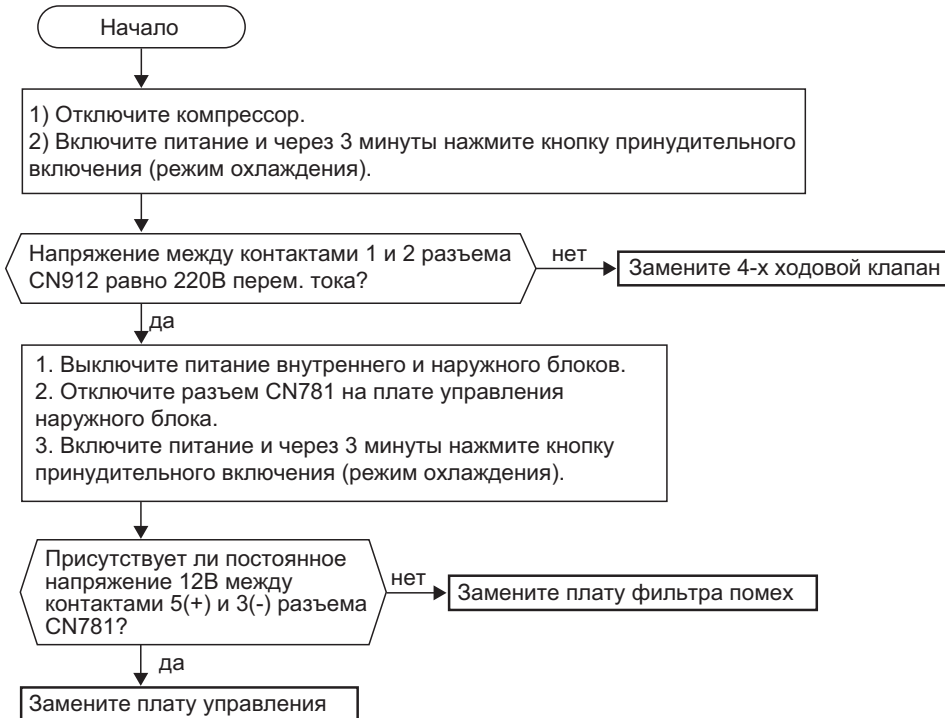 Начало
1) Отключите компрессор.
2) Включите питание и через 3 минуты нажмите кнопку принудительного
включения (режим охлаждения).
Напряжение между контактами 1 и 2 разъема
CN912 равно 220В перем. тока?
нет
Замените 4-х ходовой клапан
да
1. Выключите питание внутреннего и наружного блоков.
2. Отключите разъем CN781 на плате управления
наружного блока.
3. Включите питание и через 3 минуты нажмите кнопку
принудительного включения (режим охлаждения).
Присутствует ли постоянное
напряжение 12В между
контактами 5(+) и 3(-) разъема
CN781?
нет
Замените плату фильтра помех
да
Замените плату управления